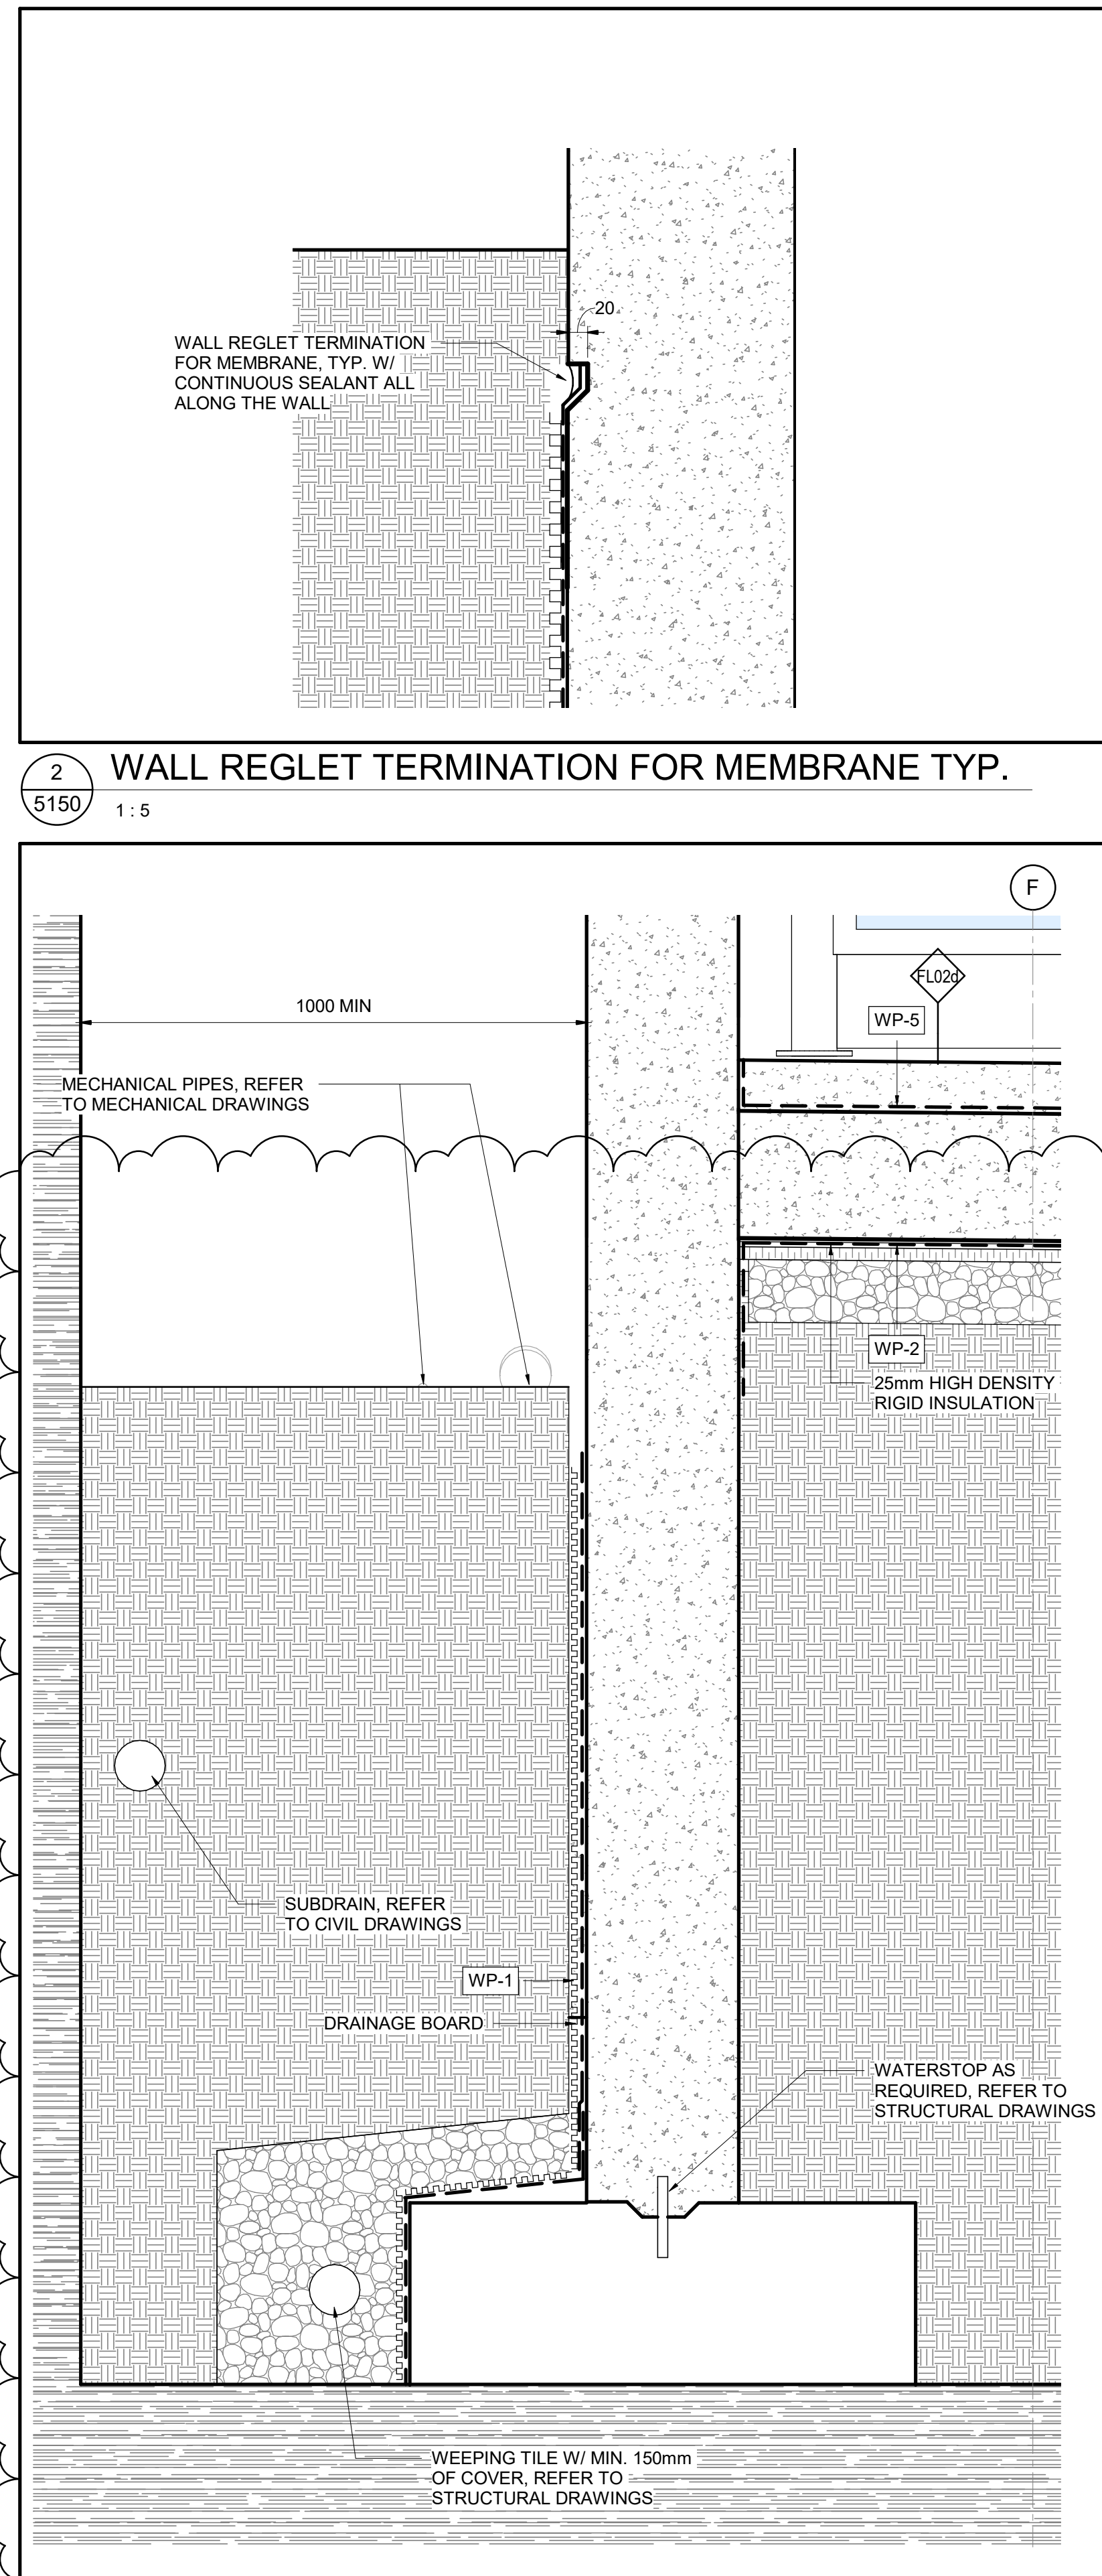 20
WALL REGLET TERMINATION
FOR MEMBRANE, TYP. W/
CONTINUOUS SEALANT ALL
ALONG THE WALL
2
5150
WALL REGLET TERMINATION FOR MEMBRANE TYP.
1 : 5
F
FL02d
1000 MIN
WP-5
MECHANICAL PIPES, REFER
TO MECHANICAL DRAWINGS
WP-2
25mm HIGH DENSITY
RIGID INSULATION
SUBDRAIN, REFER
TO CIVIL DRAWINGS
WP-1
DRAINAGE BOARD
WATERSTOP AS
REQUIRED, REFER TO
STRUCTURAL DRAWINGS
WEEPING TILE W/ MIN. 150mm
OF COVER, REFER TO
STRUCTURAL DRAWINGS